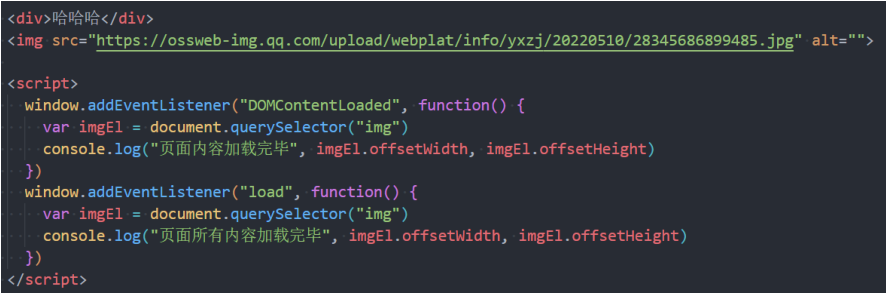 <div>哈哈哈</div>
<img src="https://ossweb-img.qq.com/upload/webplat/info/yxzj/20220510/28345686899485.jpg" alt="">
<script>
window.addEventListener("DOMContentLoaded", function() {
var imgEl = document.querySelector("img")
console.log("页面内容加载完毕", imgEl.offsetWidth, imgEl.offsetHeight)
})
window.addEventListener("load", function() {
var imgEl = document.querySelector("img")
console.log("页面所有内容加载完毕", imgEl.offsetWidth, imgEl.offsetHeight)
})
</script>